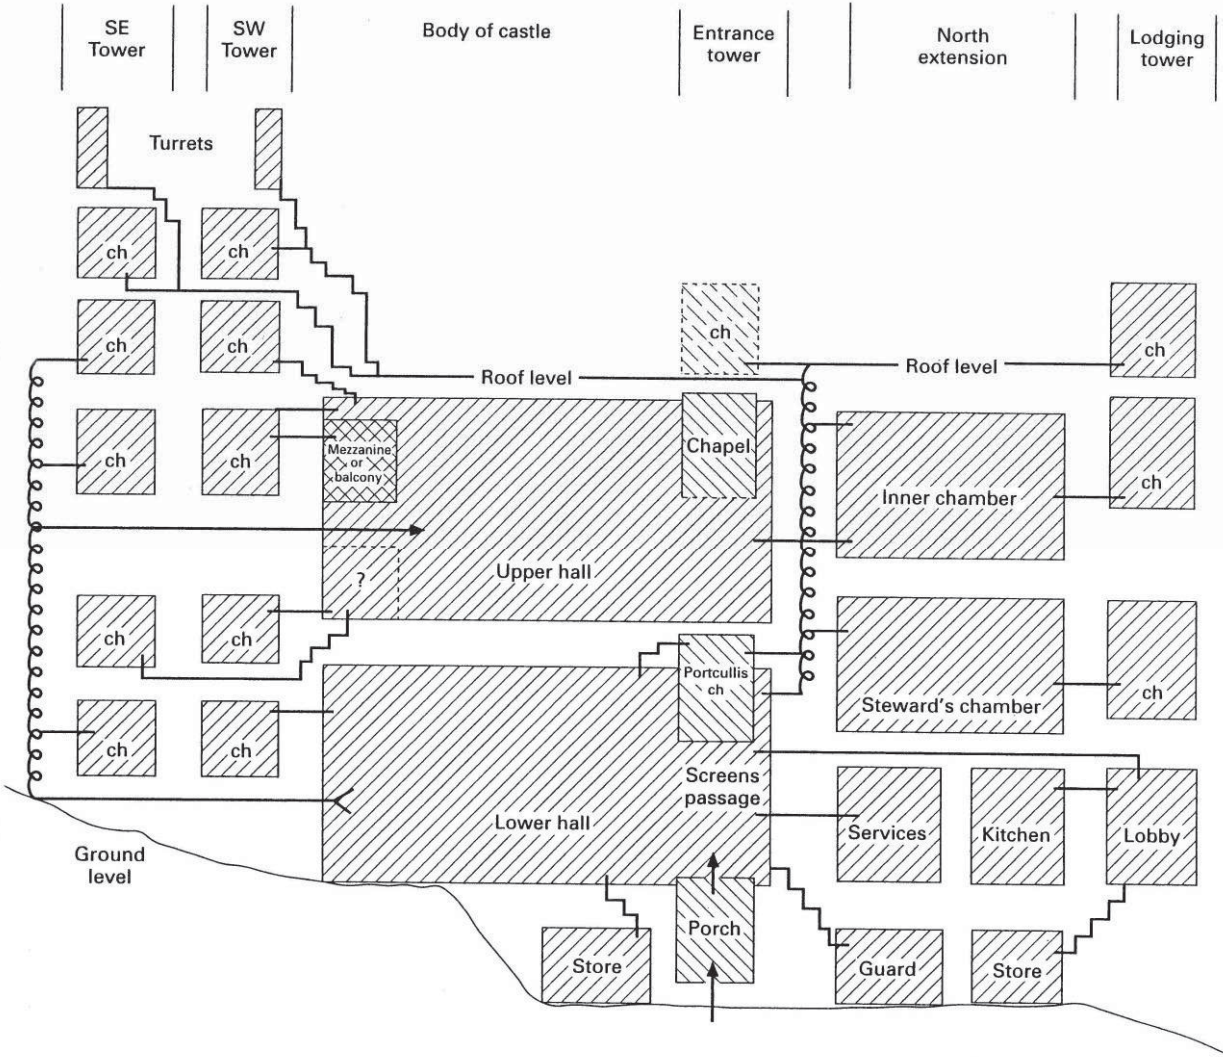 SE
Tower
SW
Tower
Body of castle
Entrance
tower
North
extension
Lodging
tower
Turrets
ch
ch
ch
ch
ch
ch
Roof level
Roof level
ch
ch
Mezzanine
or
balcony
Chapel
Inner chamber
ch
?
Upper hall
ch
ch
Portcullis
ch
Steward's chamber
ch
ch
ch
Screens
passage
Lower hall
Services
Kitchen
Lobby
Ground
level
Porch
Store
Guard
Store